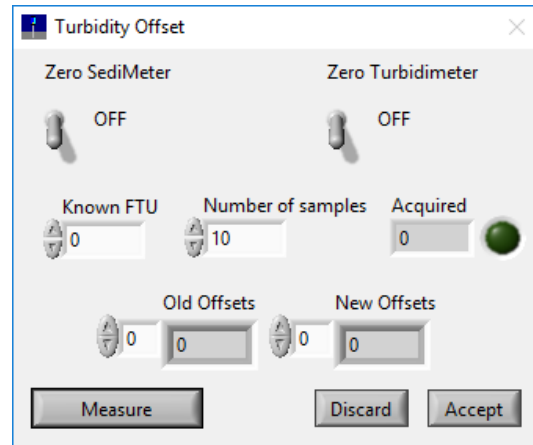 Turbidity Offset
Zero SediMeter Zero Turbidimeter
OFF OFF
Known FTU Number of samples Acquired
0 10 0
Old Offsets New Offsets
0 0 0 0
Measure Discard Accept